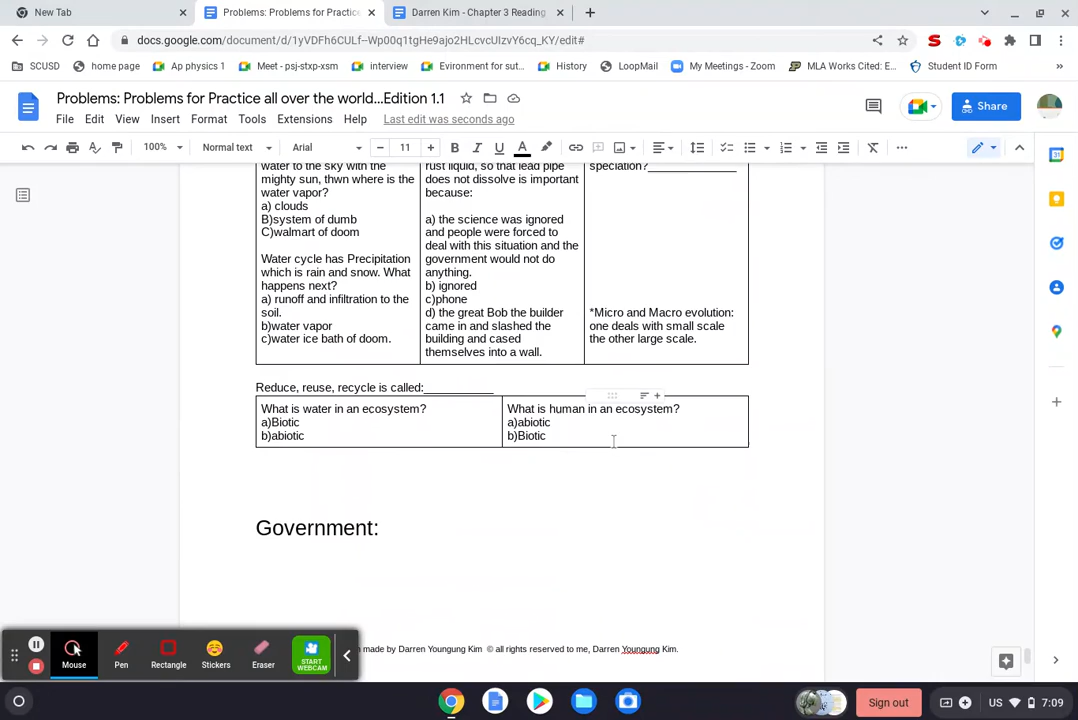 New Tab
Problems: Problems for Practice
Darren Kim - Chapter 3 Reading
docs.google.com/document/d/1yVDFh6CULf--Wp00q1tgHe9ajo2HLcvcUIzvY6cq_KY/edit#
SCUSD
home page
Ap physics 1
Meet - psj-stxp-xsm
interview
Evironment for sut...
History
LoopMail
My Meetings - Zoom
MLA Works Cited: E...
Student ID Form
»
Problems: Problems for Practice all over the world...Edition 1.1
Share
File Edit View Insert Format Tools Extensions Help Last edit was seconds ago
100% Normal text Arial 11
water to the sky with the
mighty sun, thwn where is the
water vapor?
a) clouds
B)system of dumb
C)walmart of doom
Water cycle has Precipitation
which is rain and snow. What
happens next?
a) runoff and infiltration to the
soil.
b)water vapor
c)water ice bath of doom.
rust liquid, so that lead pipe
does not dissolve is important
because:
a) the science was ignored
and people were forced to
deal with this situation and the
government would not do
anything.
b) ignored
c)phone
d) the great Bob the builder
came in and slashed the
building and cased
themselves into a wall.
speciation?_______________
*Micro and Macro evolution:
one deals with small scale
the other large scale.
Reduce, reuse, recycle is called:___________
What is water in an ecosystem?
a)Biotic
b)abiotic
What is human in an ecosystem?
a)abiotic
b)Biotic
Government:
made by Darren Youngung Kim © all rights reserved to me, Darren Youngung Kim.
Mouse
Pen
Rectangle
Stickers
Eraser
START
WEBCAM
Sign out
US
7:09